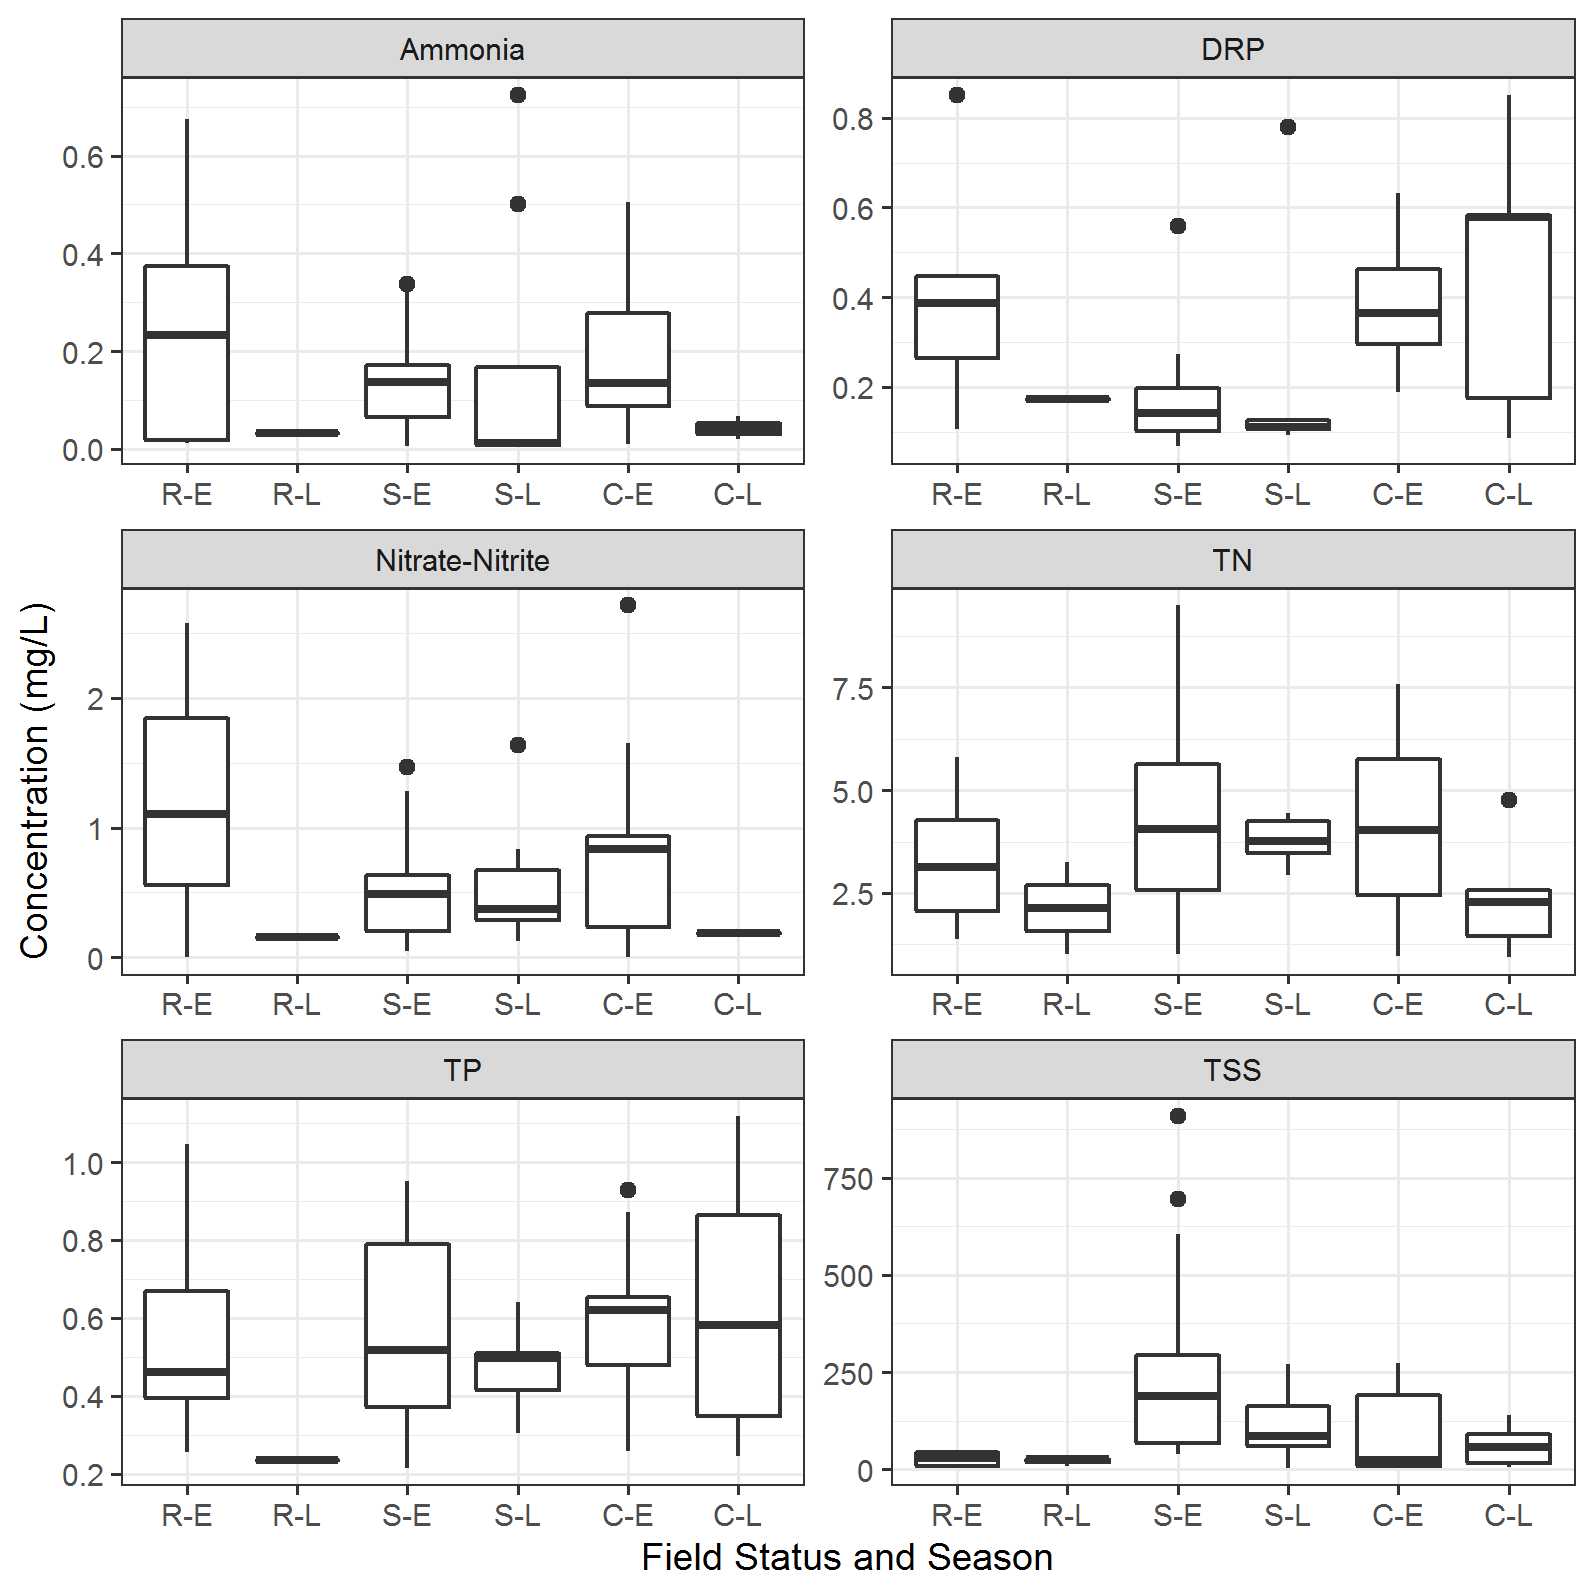 Ammonia
DRP
0.6
0.4
0.2
0.0
0.8
0.6
0.4
0.2
R-E R-L S-E S-L C-E C-L
R-E R-L S-E S-L C-E C-L
Nitrate-Nitrite
TN
Concentration (mg/L)
2
1
0
7.5
5.0
2.5
R-E R-L S-E S-L C-E C-L
R-E R-L S-E S-L C-E C-L
TP
TSS
1.0
0.8
0.6
0.4
0.2
750
500
250
0
R-E R-L S-E S-L C-E C-L
R-E R-L S-E S-L C-E C-L
Field Status and Season